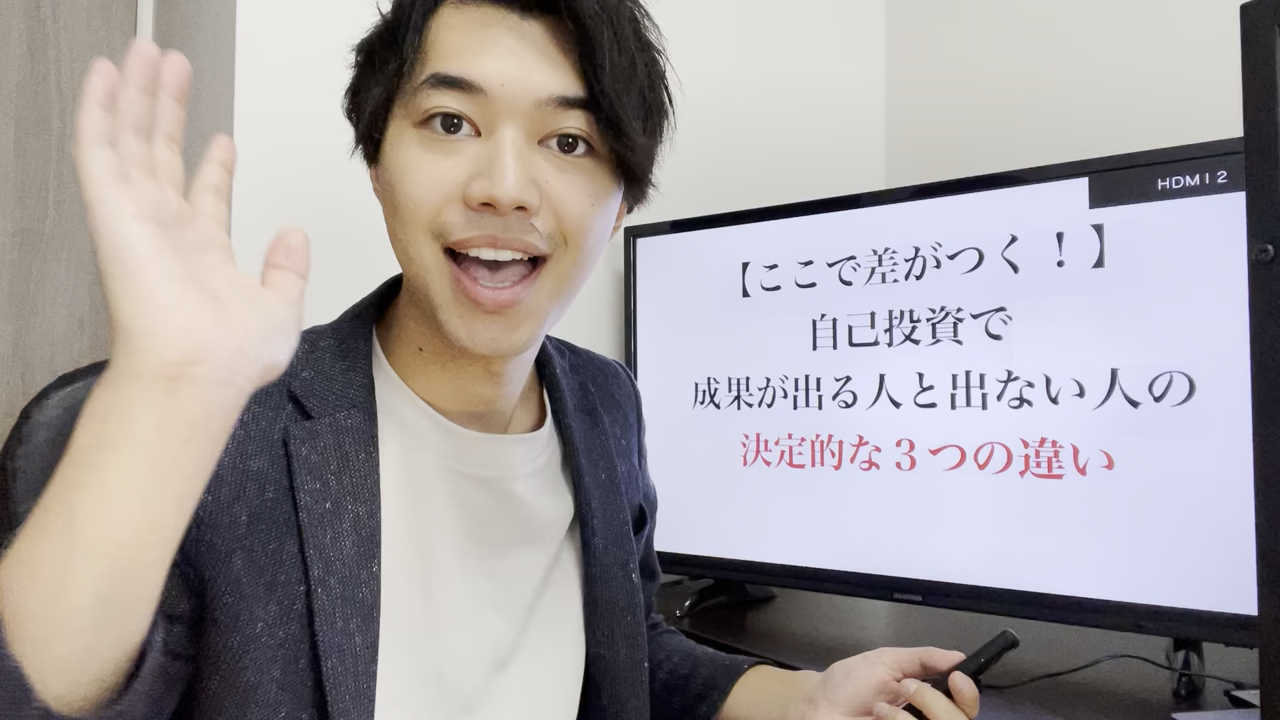 HDMI2
【ここで差がつく！】
自己投資で
成果が出る人と出ない人の
決定的な３つの違い